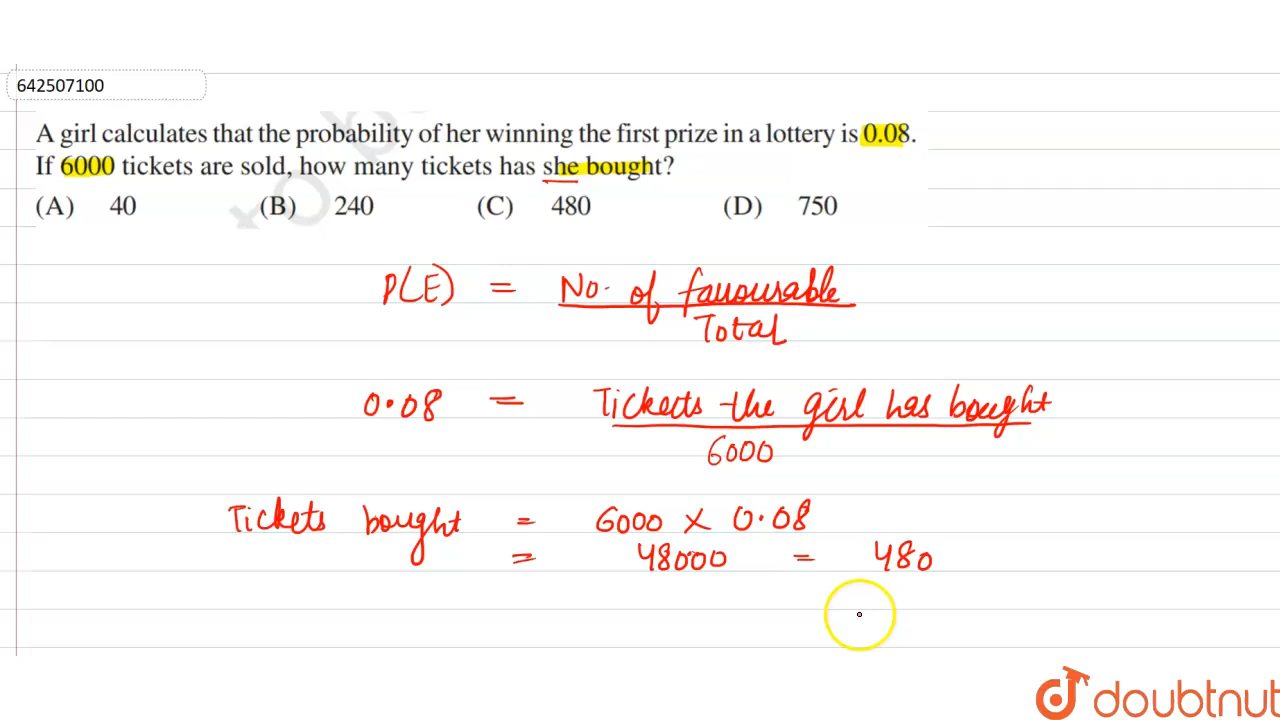 642507100
A girl calculates that the probability of her winning the first prize in a lottery is 0.08.
If 6000 tickets are sold, how many tickets has she bought?
(A) 40 (B) 240 (C) 480 (D) 750
P(E) = No. of favourable
Total
0.08 = Tickets the girl has bought
6000
Tickets bought = 6000 × 0.08
= 48000 = 480
doubtnut